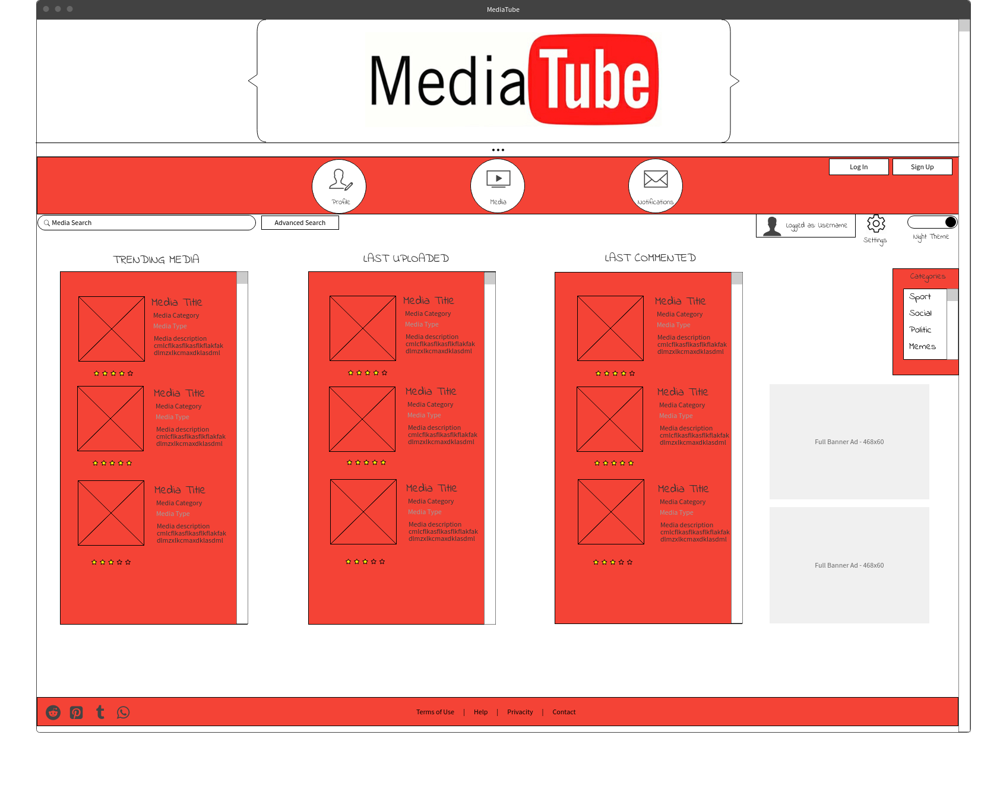 MediaTube
MediaTube
Log In
Sign Up
Profile
Media
Notifications
Media Search
Advanced Search
Logged as: Username
Settings
Night Theme
TRENDING MEDIA
Media Title
Media Category
Media Type
Media description
cmlcflkasflkasflkflakfak
dlmzxlkcmaxdklasdml
Media Title
Media Category
Media Type
Media description
cmlcflkasflkasflkflakfak
dlmzxlkcmaxdklasdml
Media Title
Media Category
Media Type
Media description
cmlcflkasflkasflkflakfak
dlmzxlkcmaxdklasdml
LAST UPLOADED
Media Title
Media Category
Media Type
Media description
cmlcflkasflkasflkflakfak
dlmzxlkcmaxdklasdml
Media Title
Media Category
Media Type
Media description
cmlcflkasflkasflkflakfak
dlmzxlkcmaxdklasdml
Media Title
Media Category
Media Type
Media description
cmlcflkasflkasflkflakfak
dlmzxlkcmaxdklasdml
LAST COMMENTED
Media Title
Media Category
Media Type
Media description
cmlcflkasflkasflkflakfak
dlmzxlkcmaxdklasdml
Media Title
Media Category
Media Type
Media description
cmlcflkasflkasflkflakfak
dlmzxlkcmaxdklasdml
Media Title
Media Category
Media Type
Media description
cmlcflkasflkasflkflakfak
dlmzxlkcmaxdklasdml
Categories
Sport
Social
Politic
Memes
Full Banner Ad - 468x60
Full Banner Ad - 468x60
Terms of Use | Help | Privacity | Contact